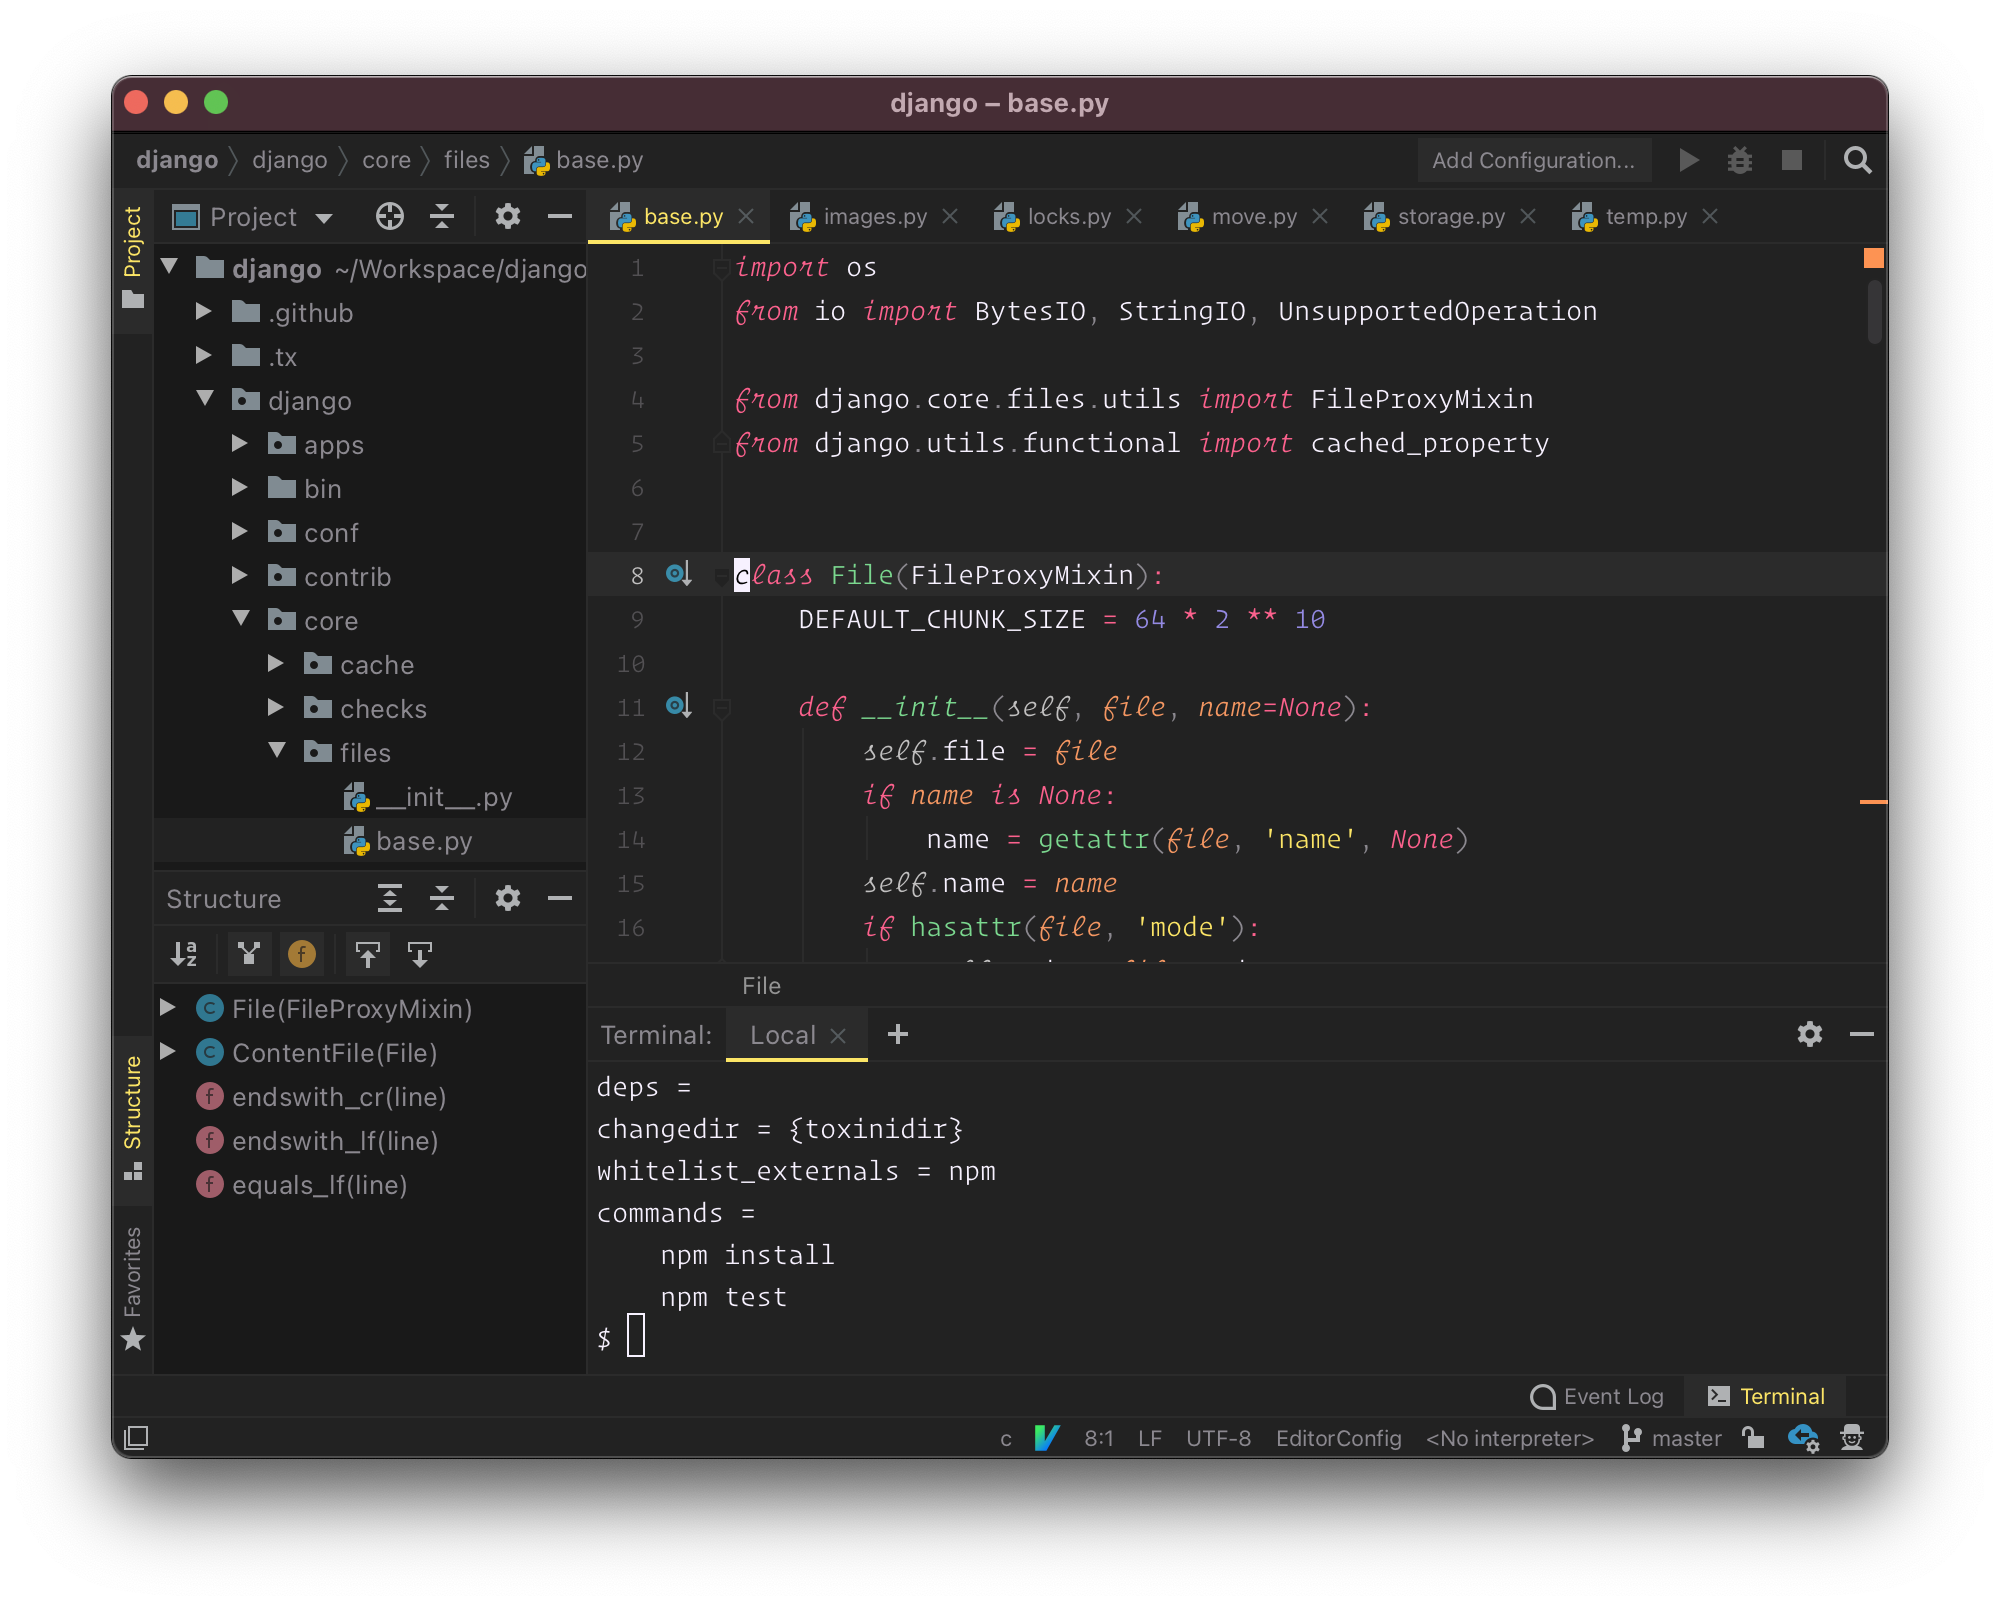 django – base.py
django django core files base.py
Add Configuration...
Project
Project
base.py images.py locks.py move.py storage.py temp.py
django ~/Workspace/django
.github
.tx
django
apps
bin
conf
contrib
core
cache
checks
files
__init__.py
base.py
1 import os
2 from io import BytesIO, StringIO, UnsupportedOperation
3
4 from django.core.files.utils import FileProxyMixin
5 from django.utils.functional import cached_property
6
7
8 class File(FileProxyMixin):
9 DEFAULT_CHUNK_SIZE = 64 * 2 ** 10
10
11 def __init__(self, file, name=None):
12 self.file = file
13 if name is None:
14 name = getattr(file, 'name', None)
15 self.name = name
16 if hasattr(file, 'mode'):
File
Structure
Structure
File(FileProxyMixin)
ContentFile(File)
endswith_cr(line)
endswith_lf(line)
equals_lf(line)
Favorites
Terminal: Local
deps =
changedir = {toxinidir}
whitelist_externals = npm
commands =
npm install
npm test
$
Event Log Terminal
c 8:1 LF UTF-8 EditorConfig <No interpreter> master